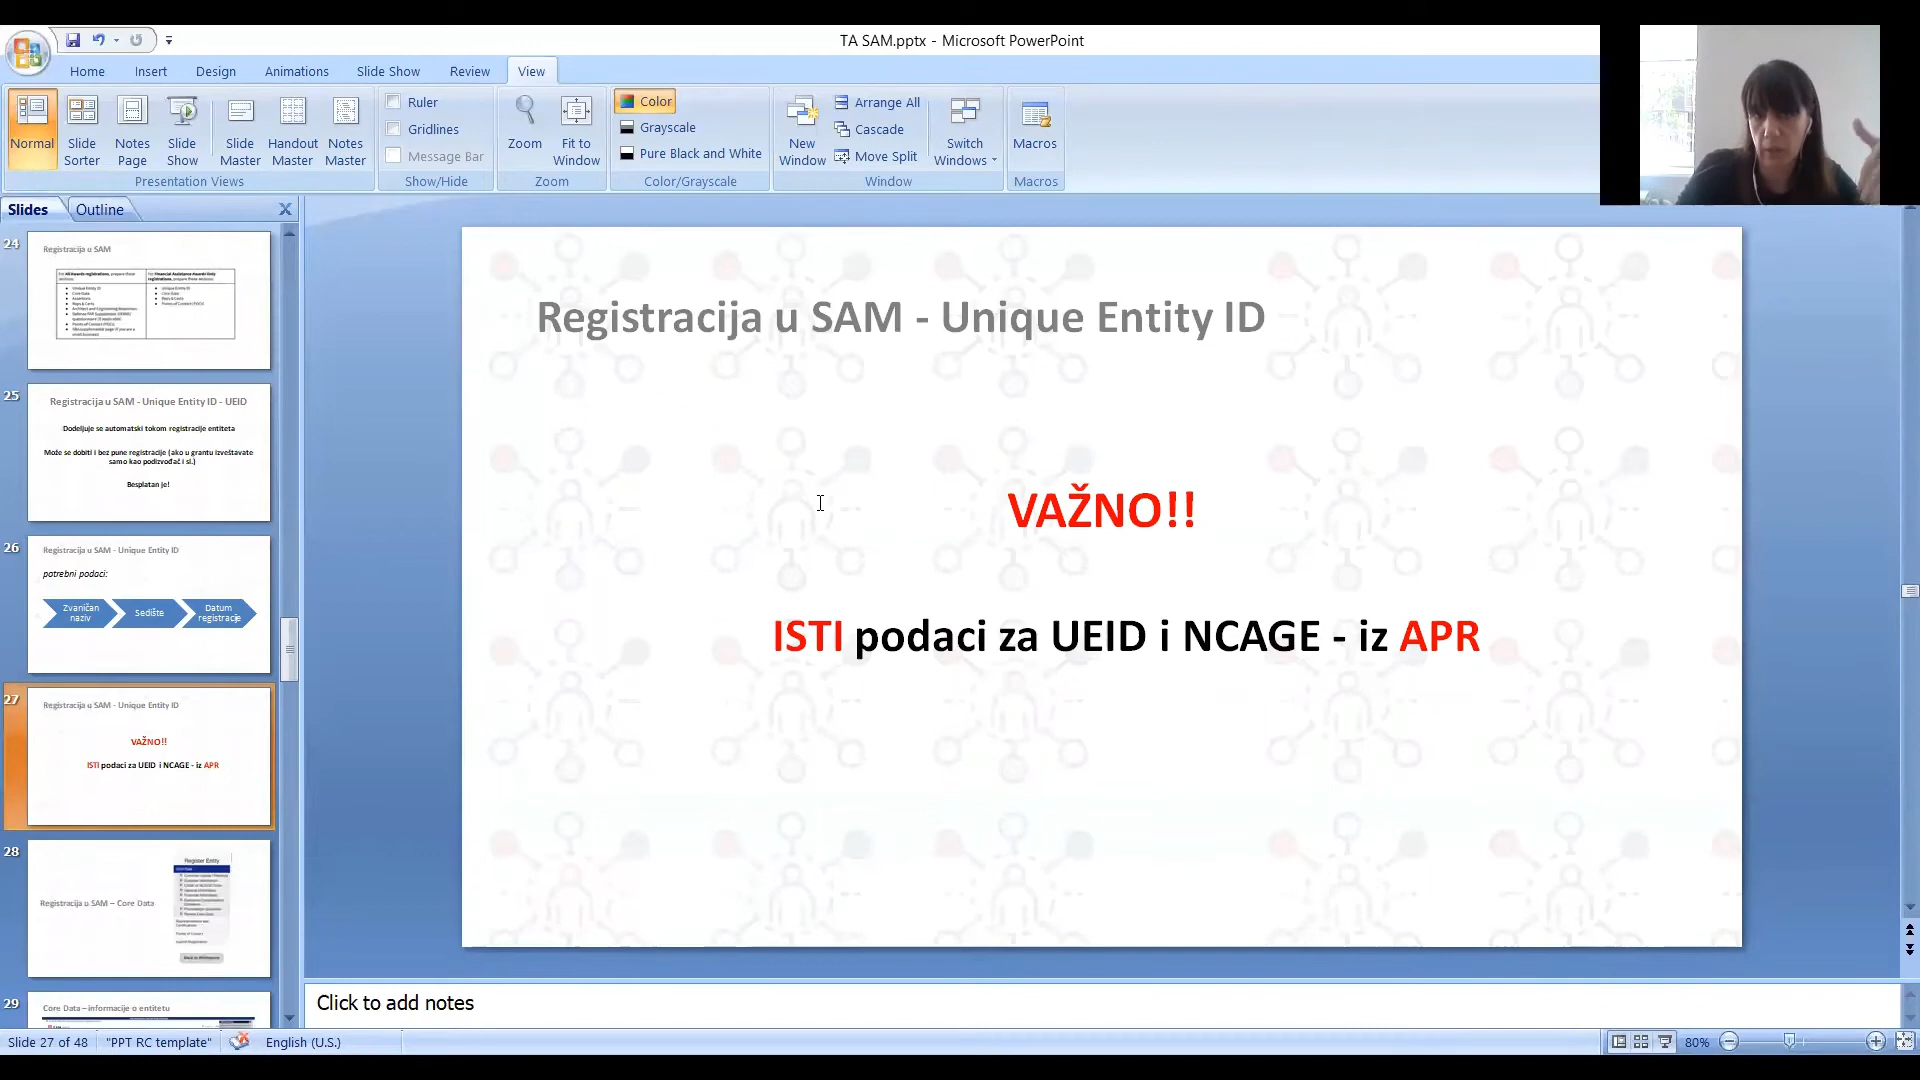 TA SAM.pptx - Microsoft PowerPoint
Home Insert Design Animations Slide Show Review View
Normal
Slide Sorter
Notes Page
Slide Show
Slide Master
Handout Master
Notes Master
Presentation Views
Ruler
Gridlines
Message Bar
Show/Hide
Zoom
Fit to Window
Zoom
Color
Grayscale
Pure Black and White
Color/Grayscale
New Window
Arrange All
Cascade
Move Split
Switch Windows
Window
Macros
Macros
Slides Outline
24
Registracija u SAM
25
Registracija u SAM - Unique Entity ID - UEID
Dodeljuje se automatski tokom registracije entiteta
Može se dobiti i bez pune registracije (ako u grantu izveštavate
samo kao podizvođač i sl.)
Besplatan je!
26
Registracija u SAM - Unique Entity ID
potrebni podaci:
Zvaničan naziv
Sedište
Datum registracije
27
Registracija u SAM - Unique Entity ID
VAŽNO!!
ISTI podaci za UEID i NCAGE - iz APR
28
Register Entity
Registracija u SAM – Core Data
29
Core Data – informacije o entitetu
Registracija u SAM - Unique Entity ID
VAŽNO!!
ISTI podaci za UEID i NCAGE - iz APR
Click to add notes
Slide 27 of 48 "PPT RC template" English (U.S.) 80%